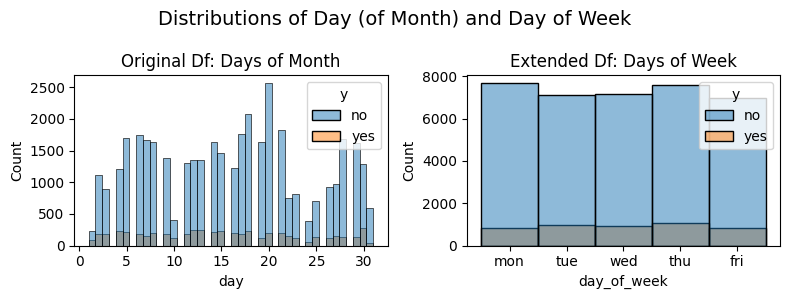 Distributions of Day (of Month) and Day of Week
Original Df: Days of Month
Count
2500
2000
1500
1000
500
0
0 5 10 15 20 25 30
day
y
no
yes
Extended Df: Days of Week
Count
8000
6000
4000
2000
0
mon tue wed thu fri
day_of_week
y
no
yes